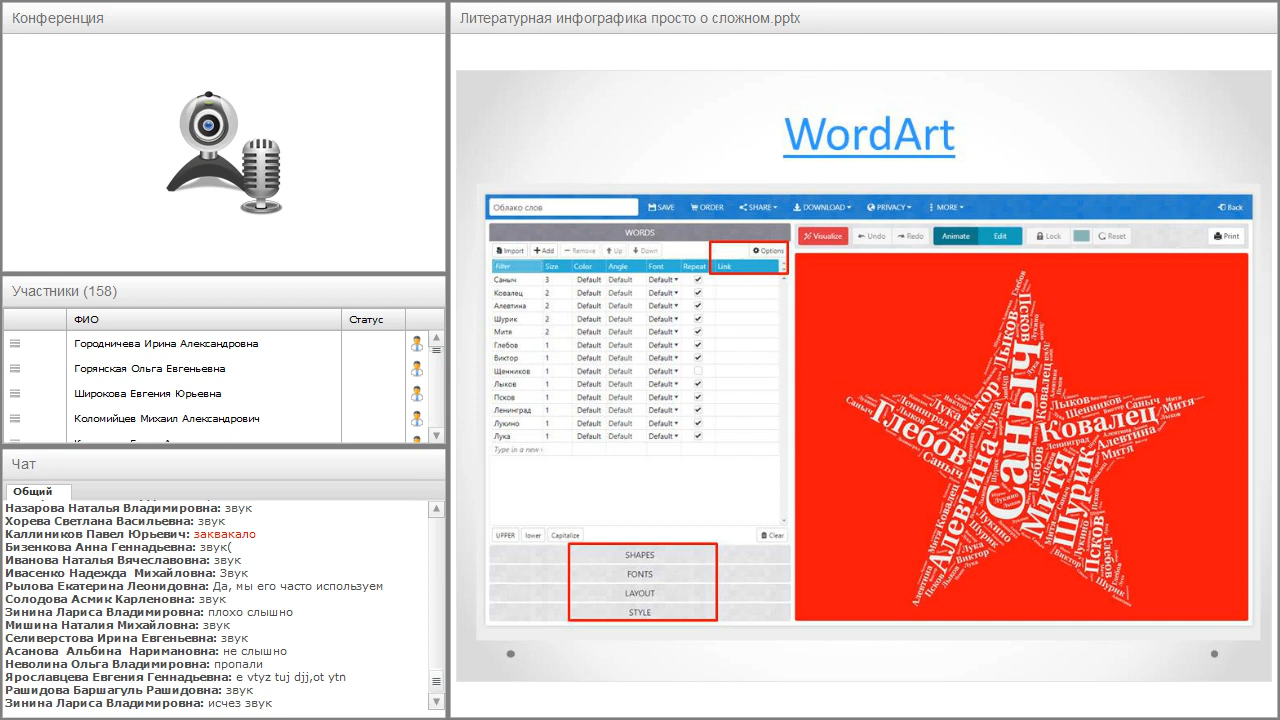 Конференция
Участники (158)
ФИО Статус
Городничева Ирина Александровна
Горянская Ольга Евгеньевна
Широкова Евгения Юрьевна
Коломийцев Михаил Александрович
Чат
Общий
Назарова Наталья Владимировна: звук
Хорева Светлана Васильевна: звук
Каллиников Павел Юрьевич: заквакало
Бизенкова Анна Геннадьевна: звук(
Иванова Наталья Вячеславовна: звук
Ивасенко Надежда Михайловна: Звук
Рылова Екатерина Леонидовна: Да, мы его часто используем
Солодова Асмик Карленовна: звук
Зинина Лариса Владимировна: плохо слышно
Мишина Наталия Михайловна: звук
Селиверстова Ирина Евгеньевна: звук
Асанова Альбина Наримановна: не слышно
Неволина Ольга Владимировна: пропали
Ярославцева Евгения Геннадьевна: е vtyz tuj djj,ot ytn
Рашидова Баршагуль Рашидовна: звук
Зинина Лариса Владимировна: исчез звук
Литературная инфографика просто о сложном.pptx
WordArt
Облако слов SAVE ORDER SHARE DOWNLOAD PRIVACY MORE Back
WORDS
Import Add Remove Up Down Options
Filter Size Color Angle Font Repeat Link
Саныч 3 Default Default Default
Ковалец 2 Default Default Default
Алевтина 2 Default Default Default
Шурик 2 Default Default Default
Митя 2 Default Default Default
Глебов 1 Default Default Default
Виктор 1 Default Default Default
Щенников 1 Default Default Default
Лыков 1 Default Default Default
Псков 1 Default Default Default
Ленинград 1 Default Default Default
Лукино 1 Default Default Default
Лука 1 Default Default Default
Type in a new
UPPER lower Capitalize Clear
SHAPES
FONTS
LAYOUT
STYLE
Visualize Undo Redo Animate Edit Lock Reset Print
Саныч
Глебов
Алевтина
Виктор
Ковалец
Митя
Шурик
Псков
Лыков
Лука
Лукино
Ленинград
Щенников